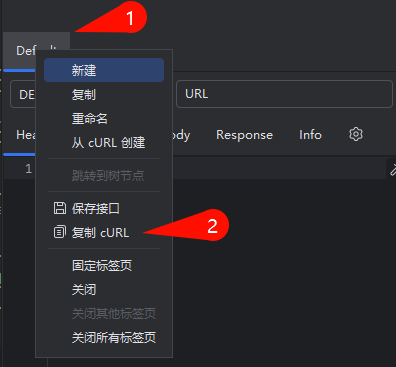 1
Default
新建
DE
URL
复制
重命名
Hea
ody
Response
Info
从 cURL 创建
1
跳转到树节点
保存接口
复制 cURL
2
固定标签页
关闭
关闭其他标签页
关闭所有标签页